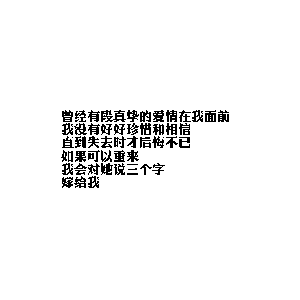 曾经有段真挚的爱情在我面前
我没有好好珍惜和相信
直到失去时才后悔不已
如果可以重来
我会对她说三个字
嫁给我